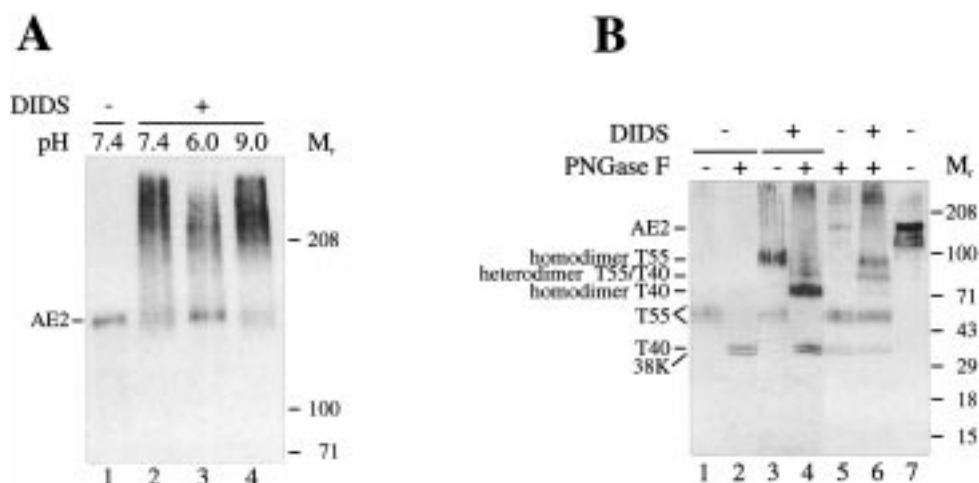 A
DIDS - +
pH 7.4 7.4 6.0 9.0 Mr
208
AE2
100
71
1 2 3 4
B
DIDS - + - + -
PNGase F - + - + + + - Mr
208
AE2
100
homodimer T55
heterodimer T55/T40
homodimer T40
71
T55
43
T40
38K
29
18
15
1 2 3 4 5 6 7